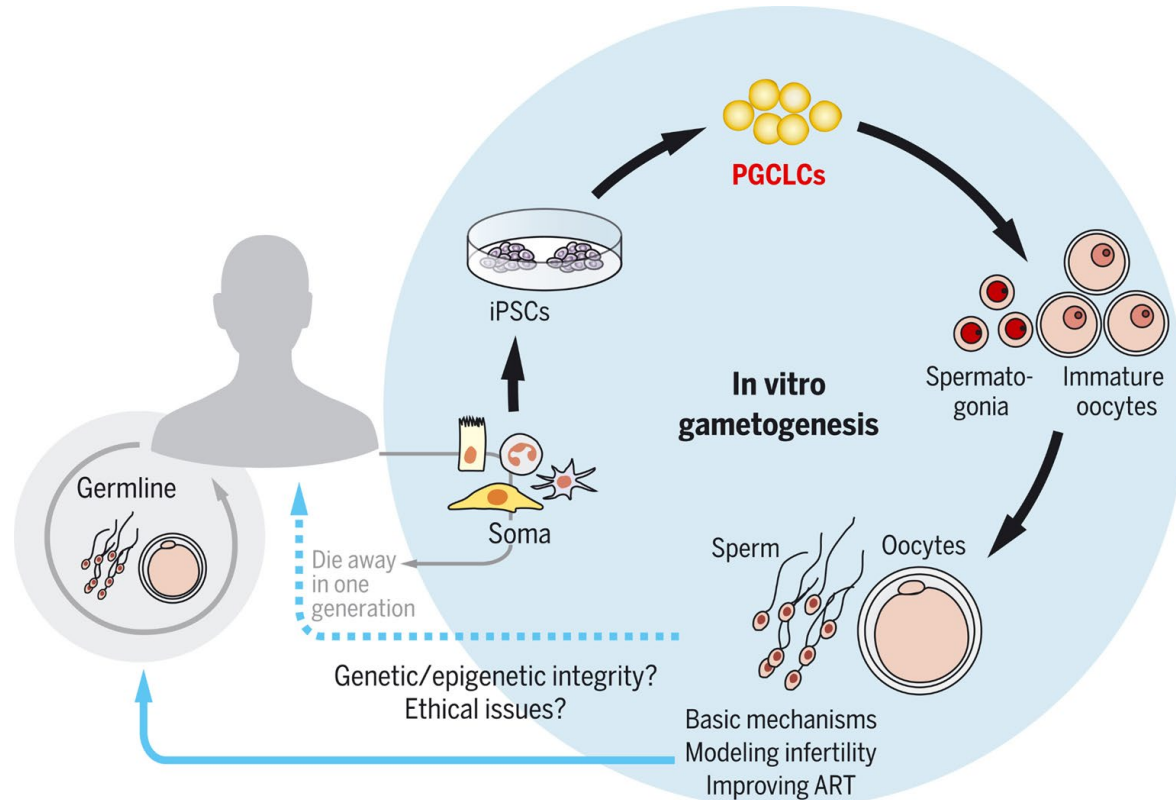 PGCLCs
iPSCs
Spermato-
gonia
Immature
oocytes
In vitro
gametogenesis
Germline
Soma
Die away
in one
generation
Sperm
Oocytes
Genetic/epigenetic integrity?
Ethical issues?
Basic mechanisms
Modeling infertility
Improving ART